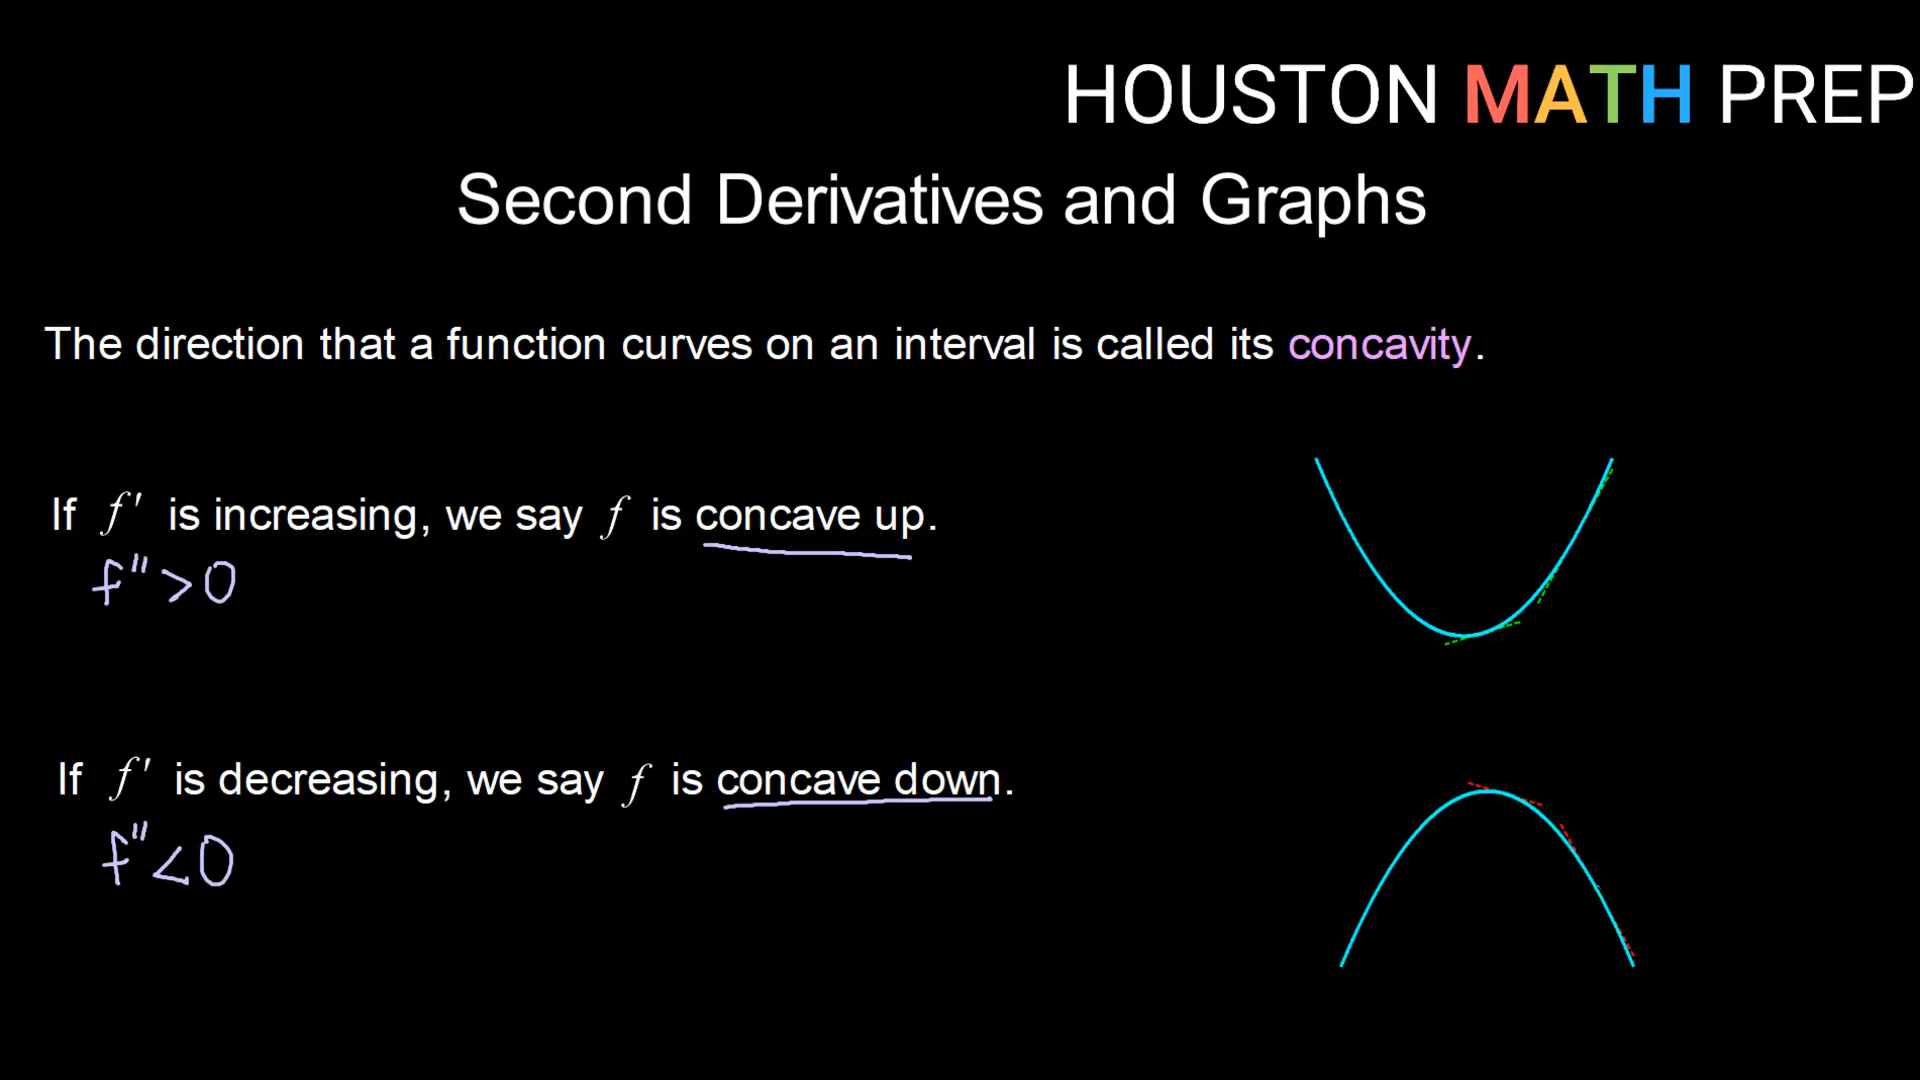 HOUSTON MATH PREP
Second Derivatives and Graphs
The direction that a function curves on an interval is called its concavity.
If f' is increasing, we say f is concave up.
f">0
If f' is decreasing, we say f is concave down.
f"<0